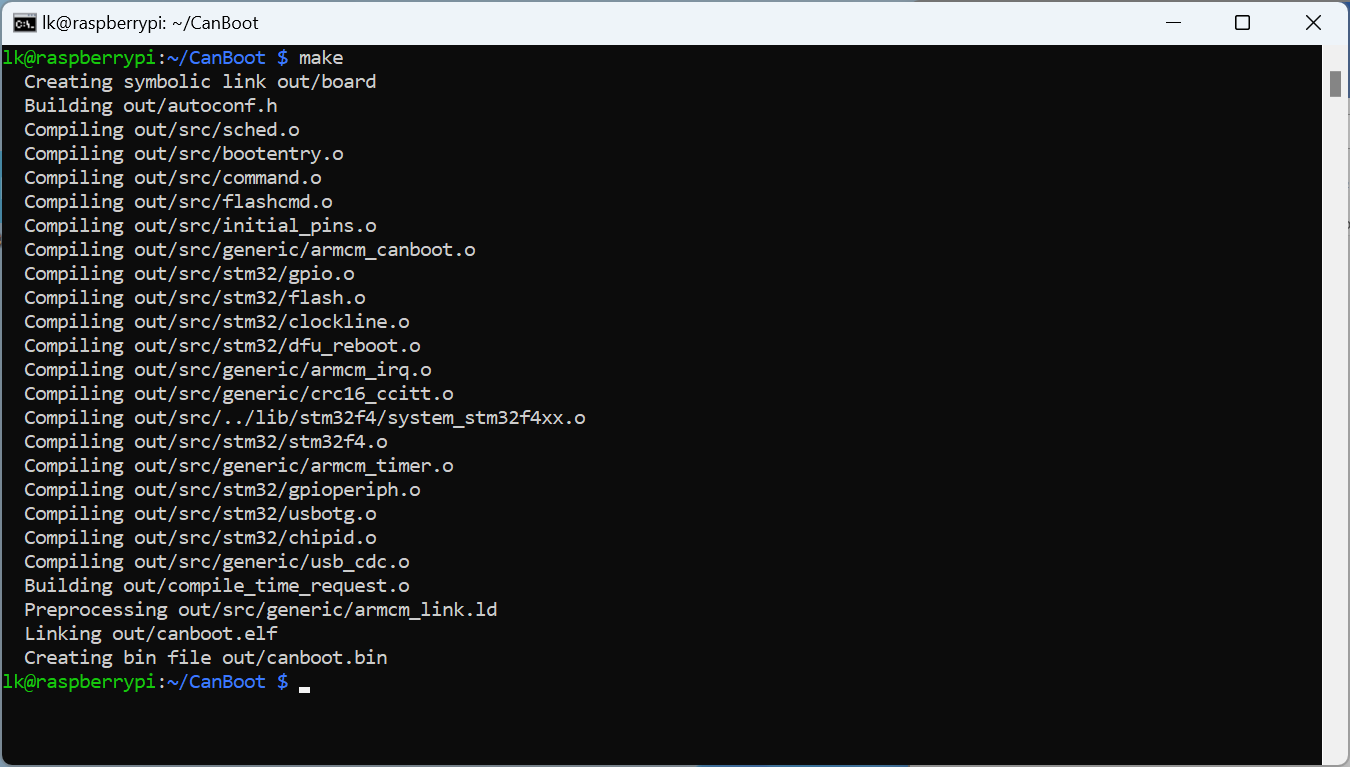 lk@raspberrypi: ~/CanBoot
lk@raspberrypi:~/CanBoot $ make
Creating symbolic link out/board
Building out/autoconf.h
Compiling out/src/sched.o
Compiling out/src/bootentry.o
Compiling out/src/command.o
Compiling out/src/flashcmd.o
Compiling out/src/initial_pins.o
Compiling out/src/generic/armcm_canboot.o
Compiling out/src/stm32/gpio.o
Compiling out/src/stm32/flash.o
Compiling out/src/stm32/clockline.o
Compiling out/src/stm32/dfu_reboot.o
Compiling out/src/generic/armcm_irq.o
Compiling out/src/generic/crc16_ccitt.o
Compiling out/src/../lib/stm32f4/system_stm32f4xx.o
Compiling out/src/stm32/stm32f4.o
Compiling out/src/generic/armcm_timer.o
Compiling out/src/stm32/gpioperiph.o
Compiling out/src/stm32/usbotg.o
Compiling out/src/stm32/chipid.o
Compiling out/src/generic/usb_cdc.o
Building out/compile_time_request.o
Preprocessing out/src/generic/armcm_link.ld
Linking out/canboot.elf
Creating bin file out/canboot.bin
lk@raspberrypi:~/CanBoot $